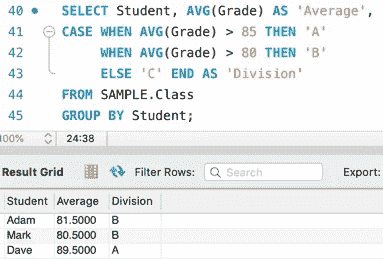 40 SELECT Student, AVG(Grade) AS 'Average',
41 CASE WHEN AVG(Grade) > 85 THEN 'A'
42 WHEN AVG(Grade) > 80 THEN 'B'
43 ELSE 'C' END AS 'Division'
44 FROM SAMPLE.Class
45 GROUP BY Student;
100% 24:38
Result Grid Filter Rows: Search Export:
Student Average Division
Adam 81.5000 B
Mark 80.5000 B
Dave 89.5000 A